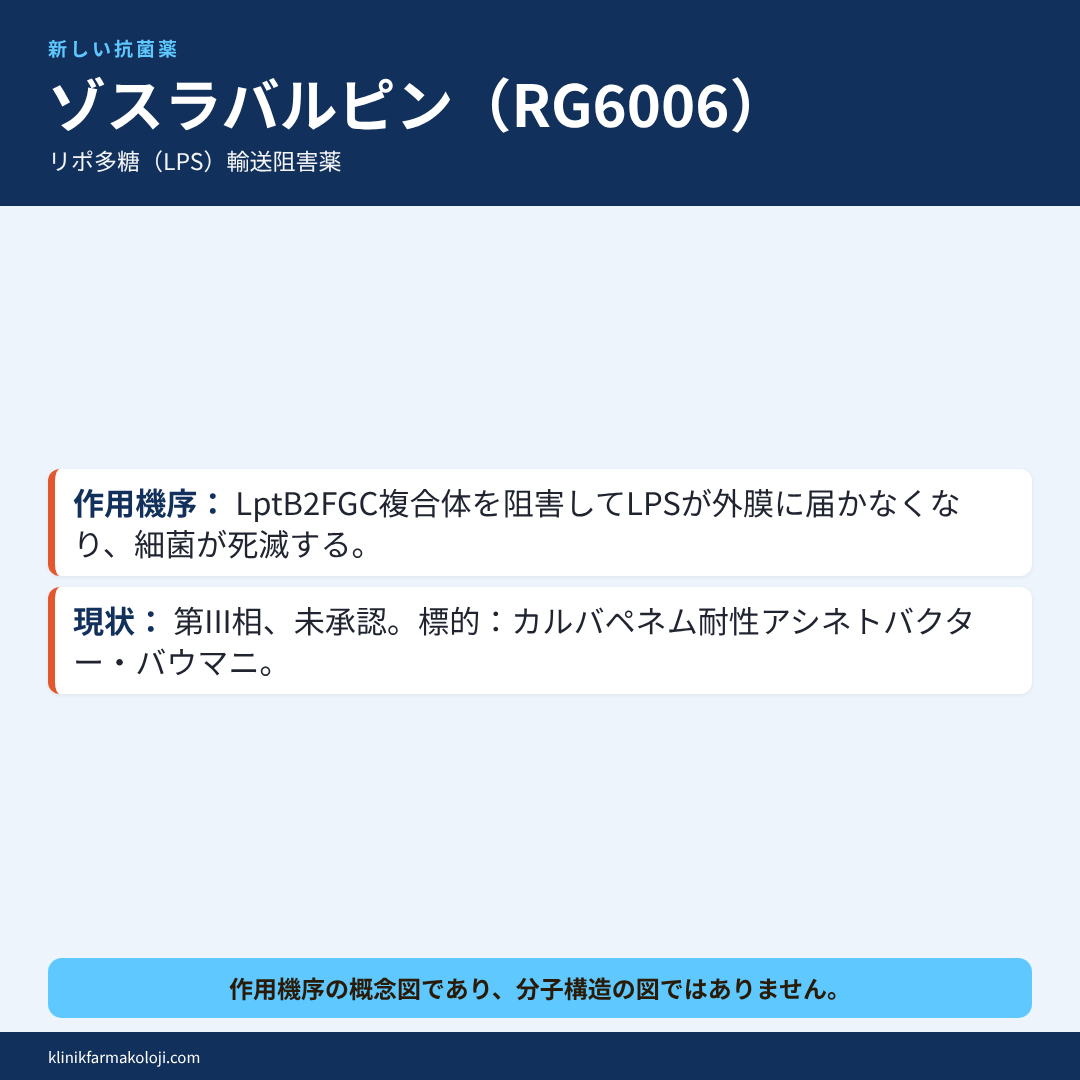 新しい抗菌薬
ゾスラバルピン（RG6006）
リポ多糖（LPS）輸送阻害薬
作用機序： LptB2FGC複合体を阻害してLPSが外膜に届かなくな
り、細菌が死滅する。
現状： 第III相、未承認。標的：カルバペネム耐性アシネトバクタ
ー・バウマニ。
作用機序の概念図であり、分子構造の図ではありません。
klinikfarmakoloji.com